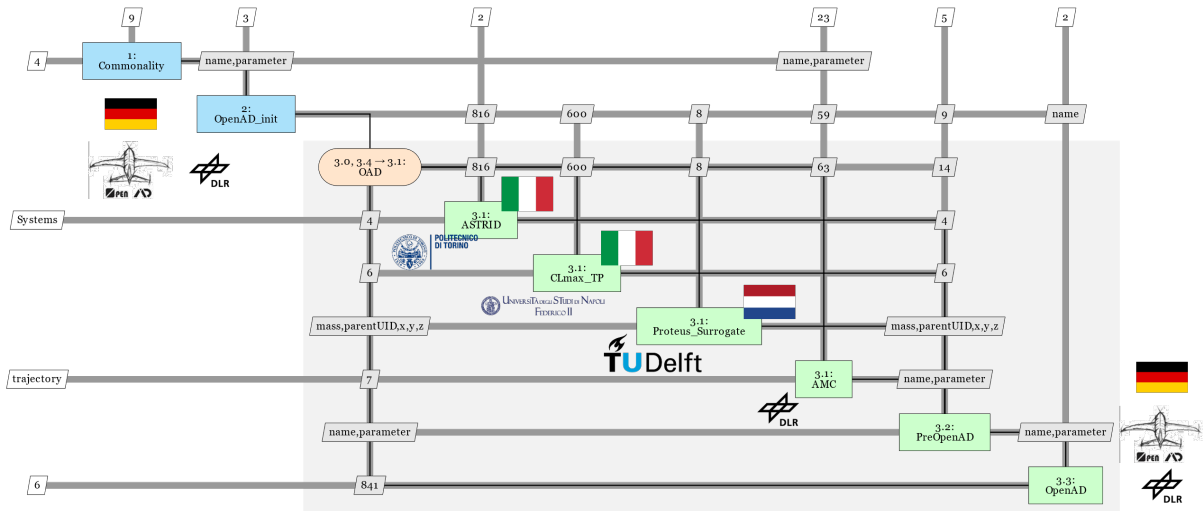 9
3
2
23
5
2
4
1:
Commonality
name,parameter
name,parameter
2:
OpenAD_init
816
600
8
59
9
name
3.0, 3.4 → 3.1:
OAD
816
600
8
63
14
OPEN AD
DLR
Systems
4
3.1:
ASTRID
4
POLITECNICO
DI TORINO
6
3.1:
CLmax_TP
6
UNIVERSITÀ DEGLI STUDI DI NAPOLI
FEDERICO II
mass,parentUID,x,y,z
3.1:
Proteus_Surrogate
mass,parentUID,x,y,z
TUDelft
trajectory
7
3.1:
AMC
name,parameter
DLR
name,parameter
3.2:
PreOpenAD
name,parameter
OPEN AD
6
841
3.3:
OpenAD
DLR